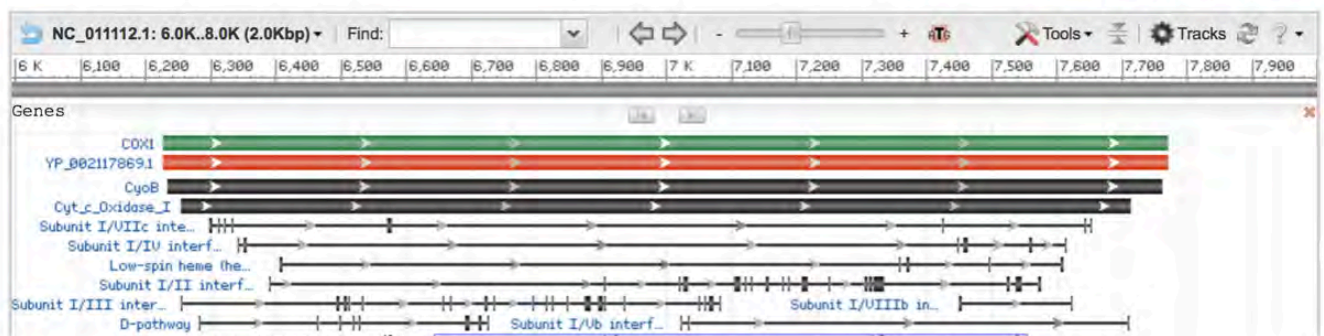 NC_011112.1: 6.0K..8.0K (2.0Kbp) Find: - + ATG Tools Tracks ?
6 K 6,100 6,200 6,300 6,400 6,500 6,600 6,700 6,800 6,900 7 K 7,100 7,200 7,300 7,400 7,500 7,600 7,700 7,800 7,900
Genes
COX1
YP_002117869.1
CyoB
Cyt_c_Oxidase_I
Subunit I/VIIc inte…
Subunit I/IV interf…
Low-spin heme (he…
Subunit I/II interf…
Subunit I/III inter… Subunit I/VIIIb in…
D-pathway Subunit I/Vb interf…